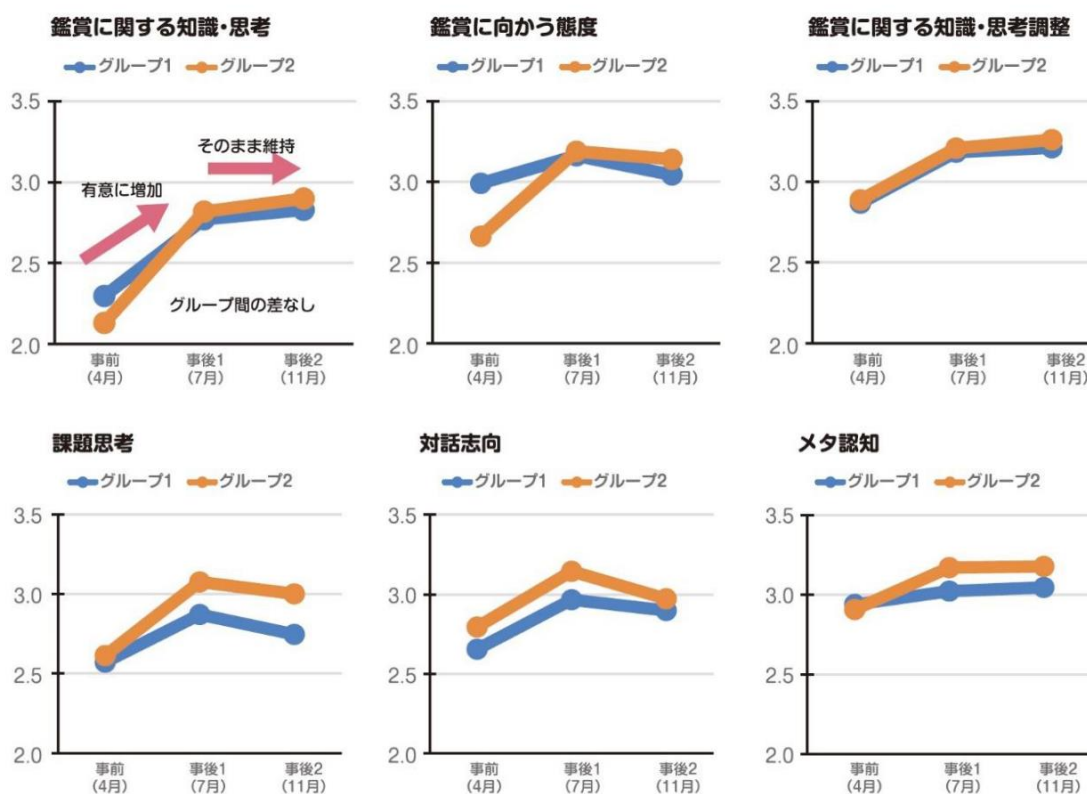 鑑賞に関する知識・思考
グループ1 グループ2
3.5
3.0
2.5
2.0
有意に増加
そのまま維持
グループ間の差なし
事前
(4月)
事後1
(7月)
事後2
(11月)
鑑賞に向かう態度
グループ1 グループ2
3.5
3.0
2.5
2.0
事前
(4月)
事後1
(7月)
事後2
(11月)
鑑賞に関する知識・思考調整
グループ1 グループ2
3.5
3.0
2.5
2.0
事前
(4月)
事後1
(7月)
事後2
(11月)
課題思考
グループ1 グループ2
3.5
3.0
2.5
2.0
事前
(4月)
事後1
(7月)
事後2
(11月)
対話志向
グループ1 グループ2
3.5
3.0
2.5
2.0
事前
(4月)
事後1
(7月)
事後2
(11月)
メタ認知
グループ1 グループ2
3.5
3.0
2.5
2.0
事前
(4月)
事後1
(7月)
事後2
(11月)